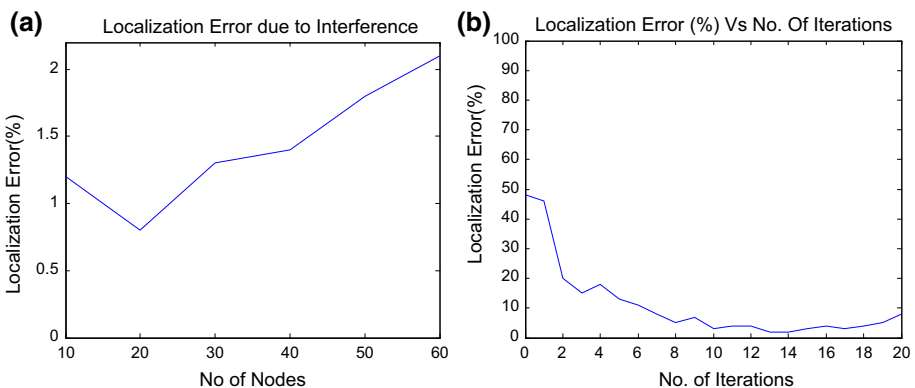 (a)
Localization Error due to Interference
2
1.5
1
0.5
0
Localization Error(%)
10 20 30 40 50 60
No of Nodes
(b)
Localization Error (%) Vs No. Of Iterations
100
90
80
70
60
50
40
30
20
10
0
Localization Error(%)
0 2 4 6 8 10 12 14 16 18 20
No. of Iterations